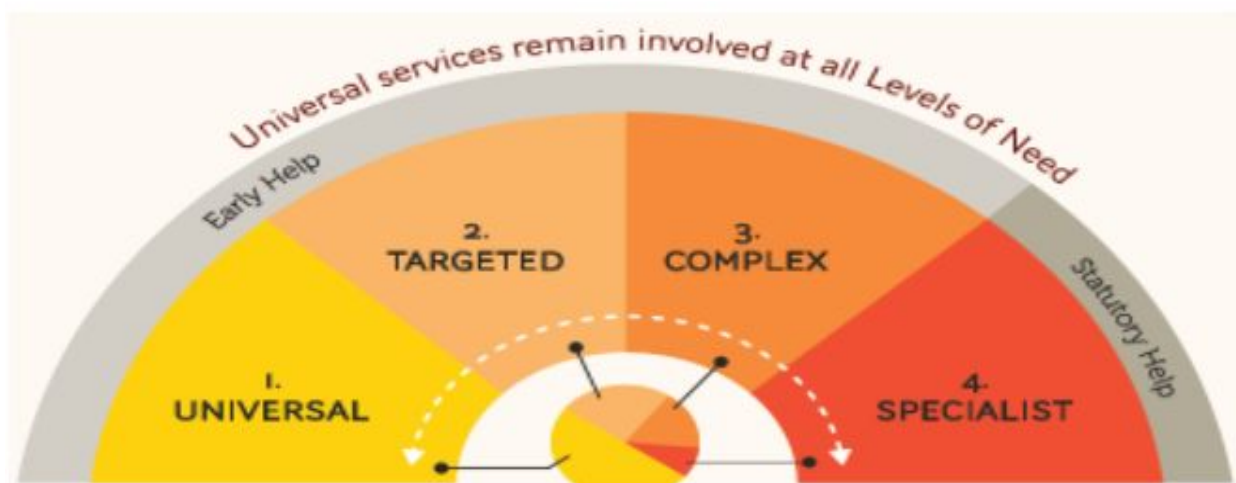 Universal services remain involved at all Levels of Need
Early Help
2.
TARGETED
3.
COMPLEX
Statutory Help
1.
UNIVERSAL
4.
SPECIALIST